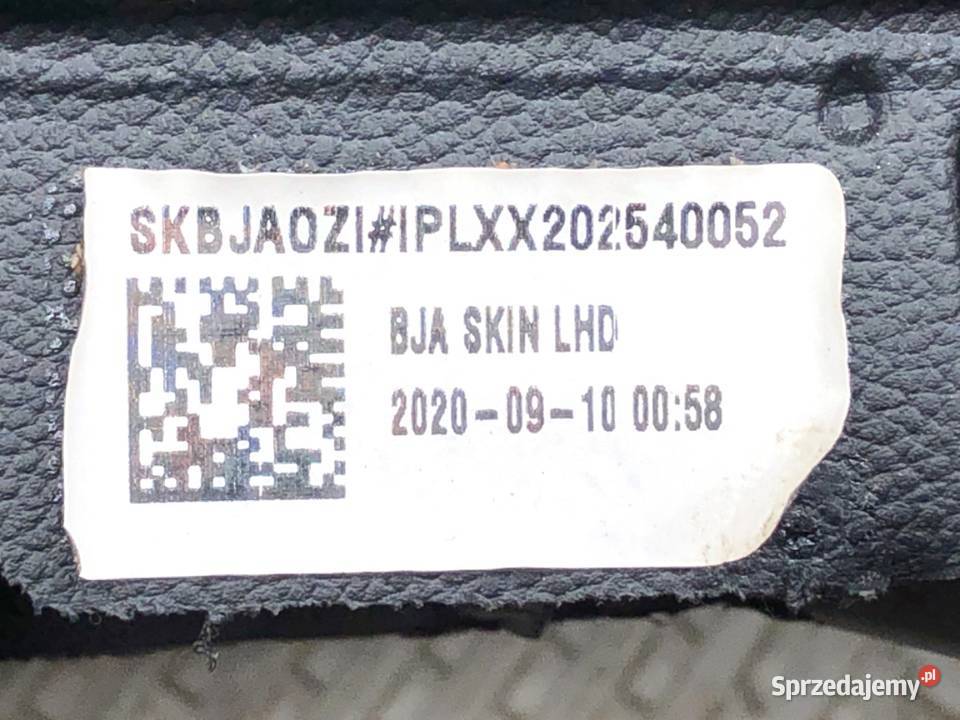 SKBJAOZI#IPLXX202540052
BJA SKIN LHD
2020-09-10 00:58
Sprzedajemy.pl